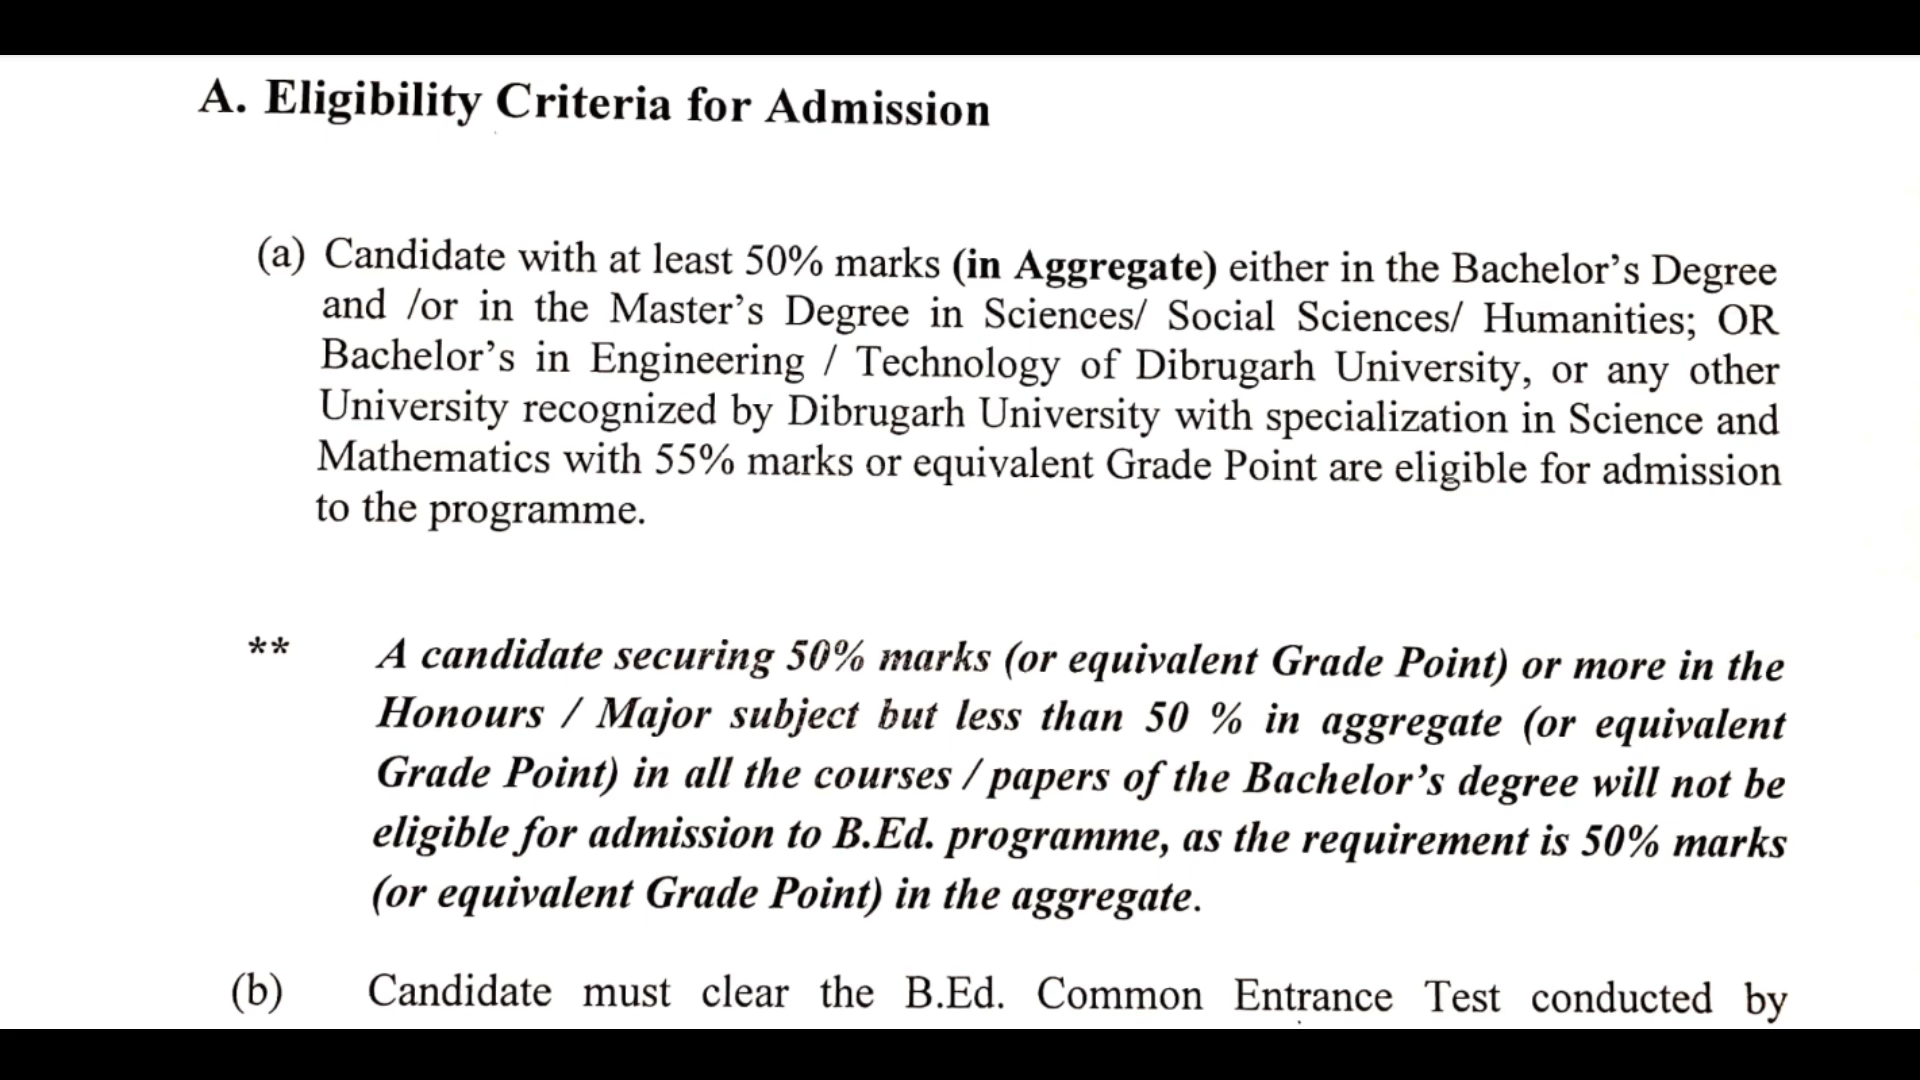 A. Eligibility Criteria for Admission
(a) Candidate with at least 50% marks (in Aggregate) either in the Bachelor's Degree
and /or in the Master's Degree in Sciences/ Social Sciences/ Humanities; OR
Bachelor's in Engineering / Technology of Dibrugarh University, or any other
University recognized by Dibrugarh University with specialization in Science and
Mathematics with 55% marks or equivalent Grade Point are eligible for admission
to the programme.
** A candidate securing 50% marks (or equivalent Grade Point) or more in the
Honours / Major subject but less than 50 % in aggregate (or equivalent
Grade Point) in all the courses / papers of the Bachelor's degree will not be
eligible for admission to B.Ed. programme, as the requirement is 50% marks
(or equivalent Grade Point) in the aggregate.
(b) Candidate must clear the B.Ed. Common Entrance Test conducted by